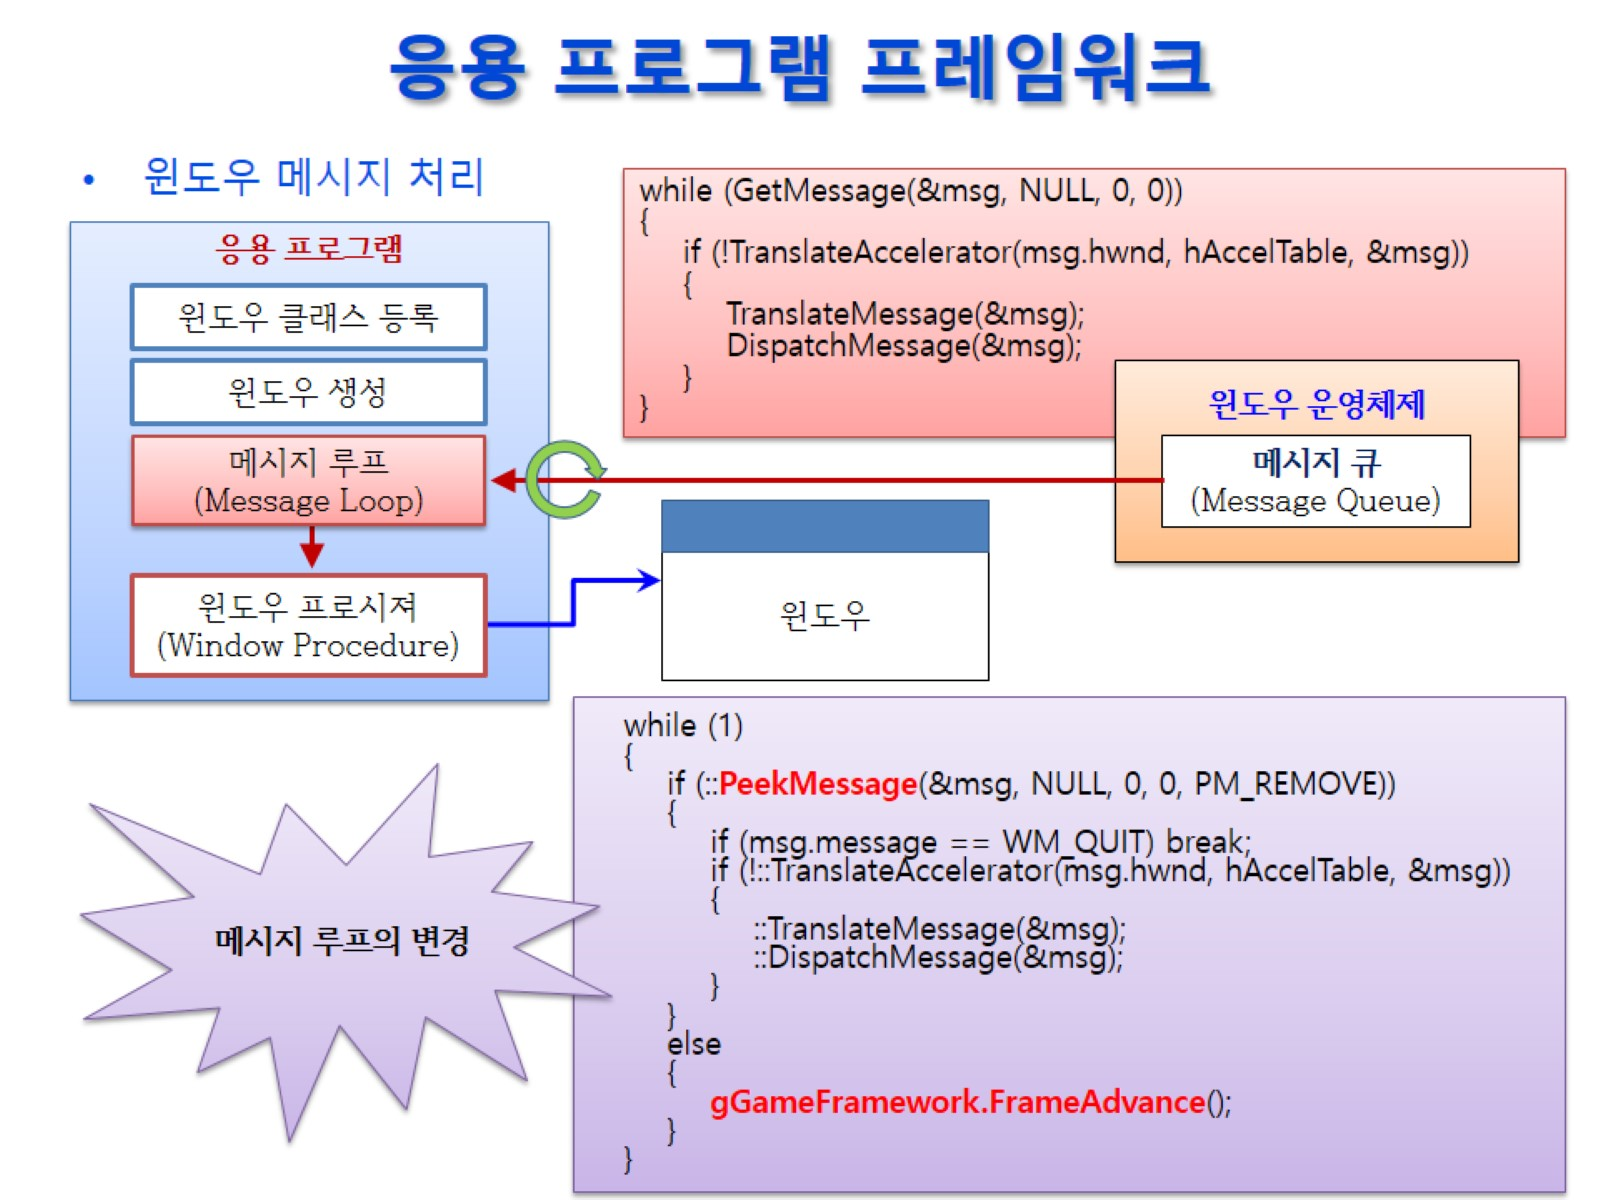 응용 프로그램 프레임워크
• 윈도우 메시지 처리
응용 프로그램
윈도우 클래스 등록
윈도우 생성
메시지 루프
(Message Loop)
윈도우 프로시져
(Window Procedure)
while (GetMessage(&msg, NULL, 0, 0))
{
if (!TranslateAccelerator(msg.hwnd, hAccelTable, &msg))
{
TranslateMessage(&msg);
DispatchMessage(&msg);
}
}
윈도우 운영체제
메시지 큐
(Message Queue)
윈도우
메시지 루프의 변경
while (1)
{
if (::PeekMessage(&msg, NULL, 0, 0, PM_REMOVE))
{
if (msg.message == WM_QUIT) break;
if (!::TranslateAccelerator(msg.hwnd, hAccelTable, &msg))
{
::TranslateMessage(&msg);
::DispatchMessage(&msg);
}
}
else
{
gGameFramework.FrameAdvance();
}
}